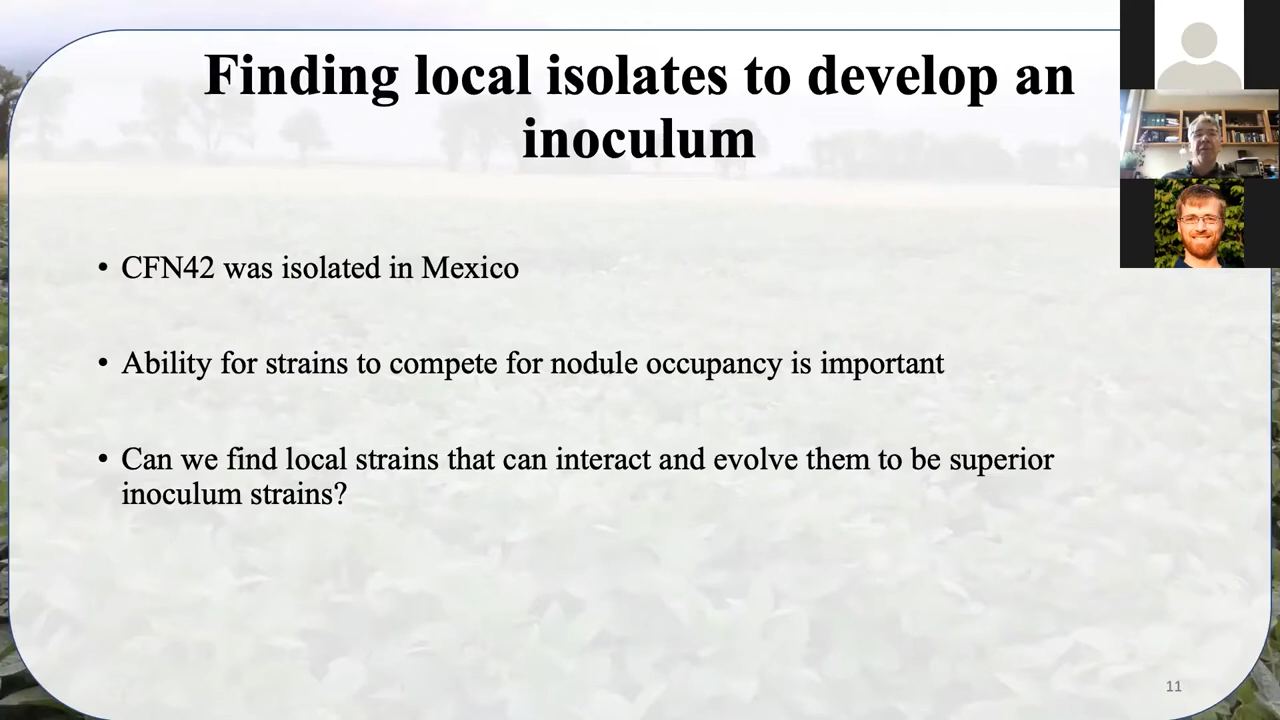 Finding local isolates to develop an
inoculum
• CFN42 was isolated in Mexico
• Ability for strains to compete for nodule occupancy is important
• Can we find local strains that can interact and evolve them to be superior
inoculum strains?
11